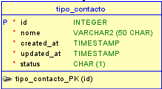 tipo_contacto
P * id INTEGER
* nome VARCHAR2 (50 CHAR)
* created_at TIMESTAMP
* updated_at TIMESTAMP
* status CHAR (1)
tipo_contacto_PK (id)